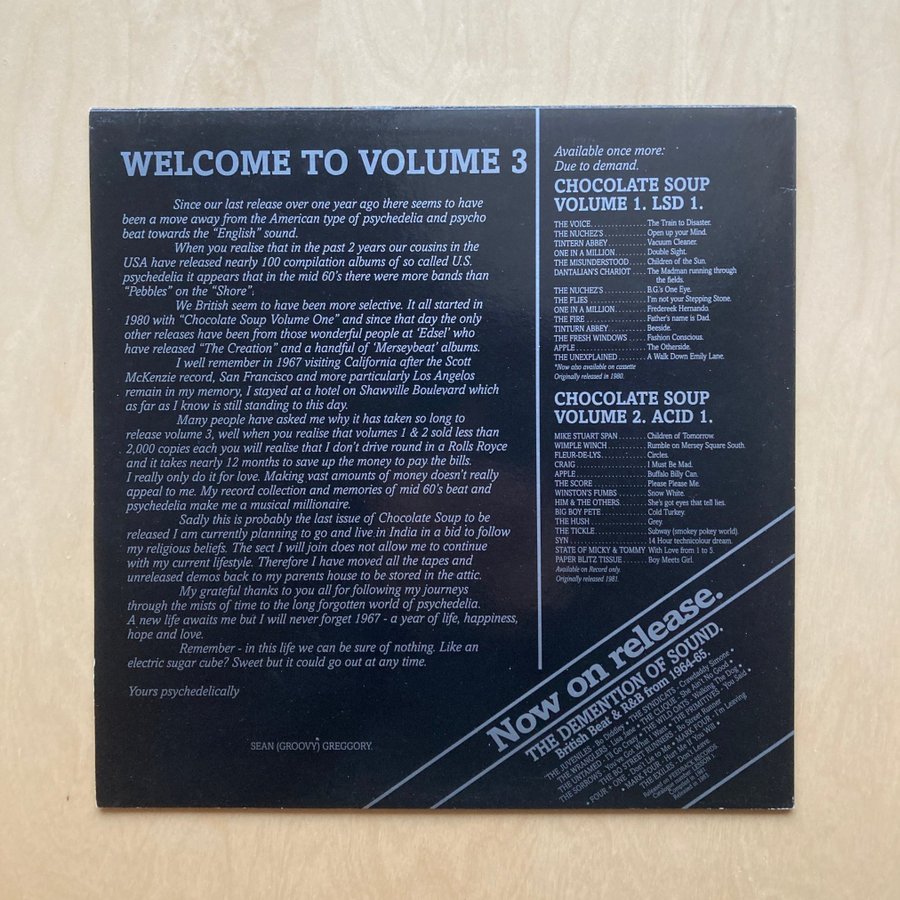 WELCOME TO VOLUME 3
Since our last release over one year ago there seems to have
been a move away from the American type of psychedelia and psycho
beat towards the “English” sound.
When you realise that in the past 2 years our cousins in the
USA have released nearly 100 compilation albums of so called U.S.
psychedelia it appears that in the mid 60's there were more bands than
“Pebbles” on the “Shore”.
We British seem to have been more selective. It all started in
1980 with “Chocolate Soup Volume One” and since that day the only
other releases have been from those wonderful people at ‘Edsel’ who
have released “The Creation” and a handful of ‘Merseybeat’ albums.
I well remember in 1967 visiting California after the Scott
McKenzie record, San Francisco and more particularly Los Angelos
remain in my memory, I stayed at a hotel on Shawville Boulevard which
as far as I know is still standing to this day.
Many people have asked me why it has taken so long to
release volume 3, well when you realise that volumes 1 & 2 sold less than
2,000 copies each you will realise that I don't drive round in a Rolls Royce
and it takes nearly 12 months to save up the money to pay the bills.
I really only do it for love. Making vast amounts of money doesn't really
appeal to me. My record collection and memories of mid 60's beat and
psychedelia make me a musical millionaire.
Sadly this is probably the last issue of Chocolate Soup to be
released I am currently planning to go and live in India in a bid to follow
my religious beliefs. The sect I will join does not allow me to continue
with my current lifestyle. Therefore I have moved all the tapes and
unreleased demos back to my parents house to be stored in the attic.
My grateful thanks to you all for following my journeys
through the mists of time to the long forgotten world of psychedelia.
A new life awaits me but I will never forget 1967 - a year of life, happiness,
hope and love.
Remember - in this life we can be sure of nothing. Like an
electric sugar cube? Sweet but it could go out at any time.
Yours psychedelically
SEAN (GROOVY) GREGGORY.
Available once more:
Due to demand.
CHOCOLATE SOUP
VOLUME 1. LSD 1.
THE VOICE.............. The Train to Disaster.
THE NUCHEZ'S.......... Open up your Mind.
TINTERN ABBEY......... Vacuum Cleaner.
ONE IN A MILLION....... Double Sight.
THE MISUNDERSTOOD... Children of the Sun.
DANTALIAN'S CHARIOT.... The Madman running through
the fields.
THE NUCHEZ'S........... B.G.'s One Eye.
THE FLIES.............. I'm not your Stepping Stone.
ONE IN A MILLION....... Fredereek Hernando.
THE FIRE............... Father's name is Dad.
TINTURN ABBEY......... Beeside.
THE FRESH WINDOWS.... Fashion Conscious.
APPLE.................. The Otherside.
THE UNEXPLAINED....... A Walk Down Emily Lane.
*Now also available on cassette
Originally released in 1980.
CHOCOLATE SOUP
VOLUME 2. ACID 1.
MIKE STUART SPAN....... Children of Tomorrow.
WIMPLE WINCH......... Rumble on Mersey Square South.
FLEUR-DE-LYS........... Circles.
CRAIG................. I Must Be Mad.
APPLE................. Buffalo Billy Can.
THE SCORE............. Please Please Me.
WINSTON'S FUMBS....... Snow White.
HIM & THE OTHERS...... She's got eyes that tell lies.
BIG BOY PETE........... Cold Turkey.
THE HUSH.............. Grey.
THE TICKLE............. Subway (smokey pokey world).
SYN................... 14 Hour technicolour dream.
STATE OF MICKY & TOMMY With Love from 1 to 5.
PAPER BLITZ TISSUE...... Boy Meets Girl.
Available on Record only.
Originally released 1981.
Now on release.
THE DEMENTION OF SOUND.
British Beat & R&B from 1964-65.